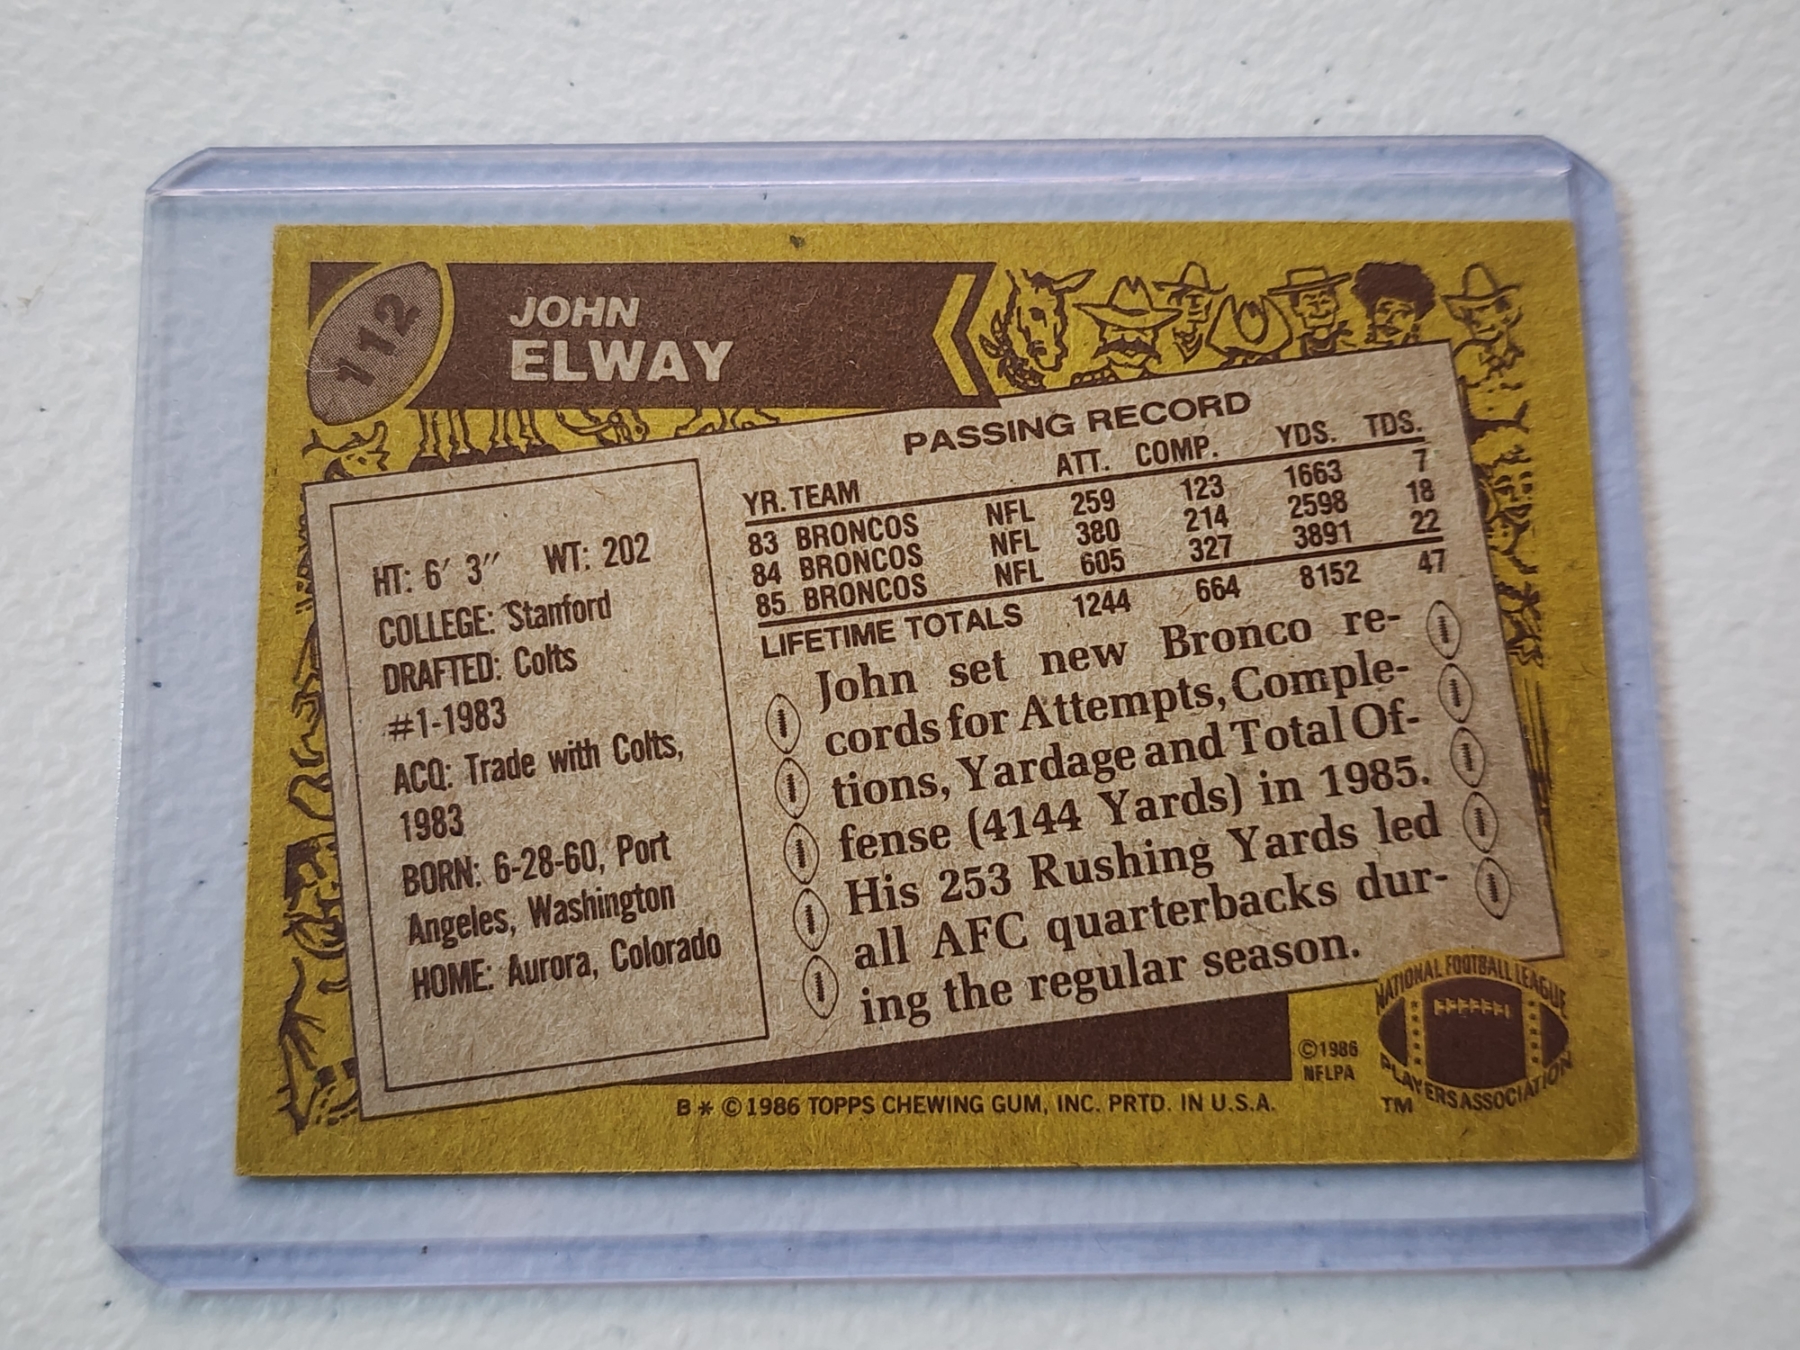 112
JOHN
ELWAY
PASSING RECORD
YR. TEAM ATT. COMP. YDS. TDS.
83 BRONCOS NFL 259 123 1663 7
84 BRONCOS NFL 380 214 2598 18
85 BRONCOS NFL 605 327 3891 22
LIFETIME TOTALS 1244 664 8152 47
HT: 6′ 3″ WT: 202
COLLEGE: Stanford
DRAFTED: Colts
#1-1983
ACQ: Trade with Colts,
1983
BORN: 6-28-60, Port
Angeles, Washington
HOME: Aurora, Colorado
John set new Bronco re-
cords for Attempts, Comple-
tions, Yardage and Total Of-
fense (4144 Yards) in 1985.
His 253 Rushing Yards led
all AFC quarterbacks dur-
ing the regular season.
NATIONAL FOOTBALL LEAGUE
PLAYERS ASSOCIATION
TM
©1986
NFLPA
B * © 1986 TOPPS CHEWING GUM, INC. PRTD. IN U.S.A.